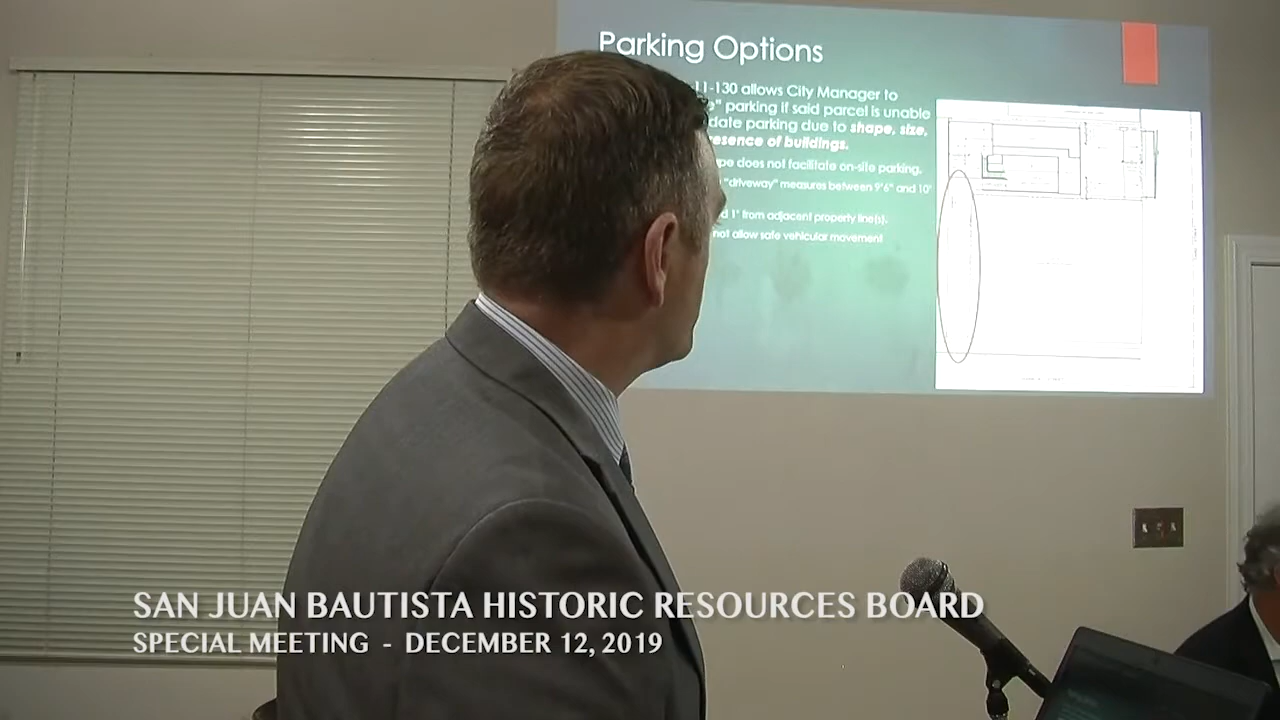 Parking Options
11-130 allows City Manager to
parking if said parcel is unable
date parking due to shape, size,
esence of buildings.
pe does not facilitate on-site parking.
"driveway" measures between 9'6" and 10'
d 1' from adjacent property line(s).
not allow safe vehicular movement
SAN JUAN BAUTISTA HISTORIC RESOURCES BOARD
SPECIAL MEETING - DECEMBER 12, 2019